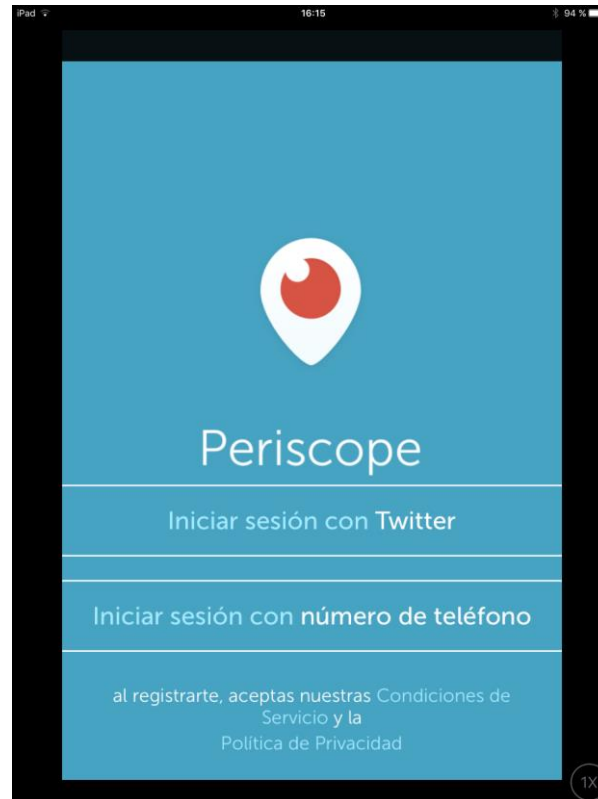 iPad 16:15 94 %
Periscope
Iniciar sesión con Twitter
Iniciar sesión con número de teléfono
al registrarte, aceptas nuestras Condiciones de
Servicio y la
Política de Privacidad
1X